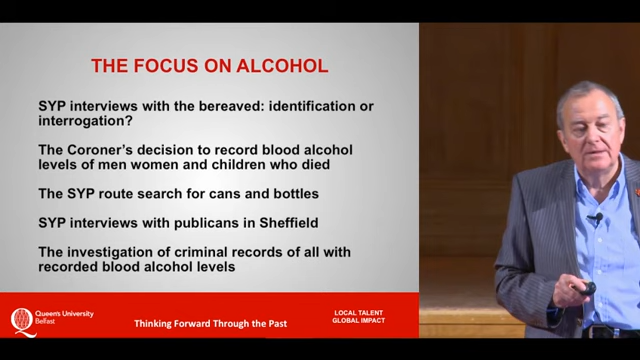 THE FOCUS ON ALCOHOL
SYP interviews with the bereaved: identification or
interrogation?
The Coroner's decision to record blood alcohol
levels of men women and children who died
The SYP route search for cans and bottles
SYP interviews with publicans in Sheffield
The investigation of criminal records of all with
recorded blood alcohol levels
Queen's University
Belfast
Thinking Forward Through the Past
LOCAL TALENT
GLOBAL IMPACT